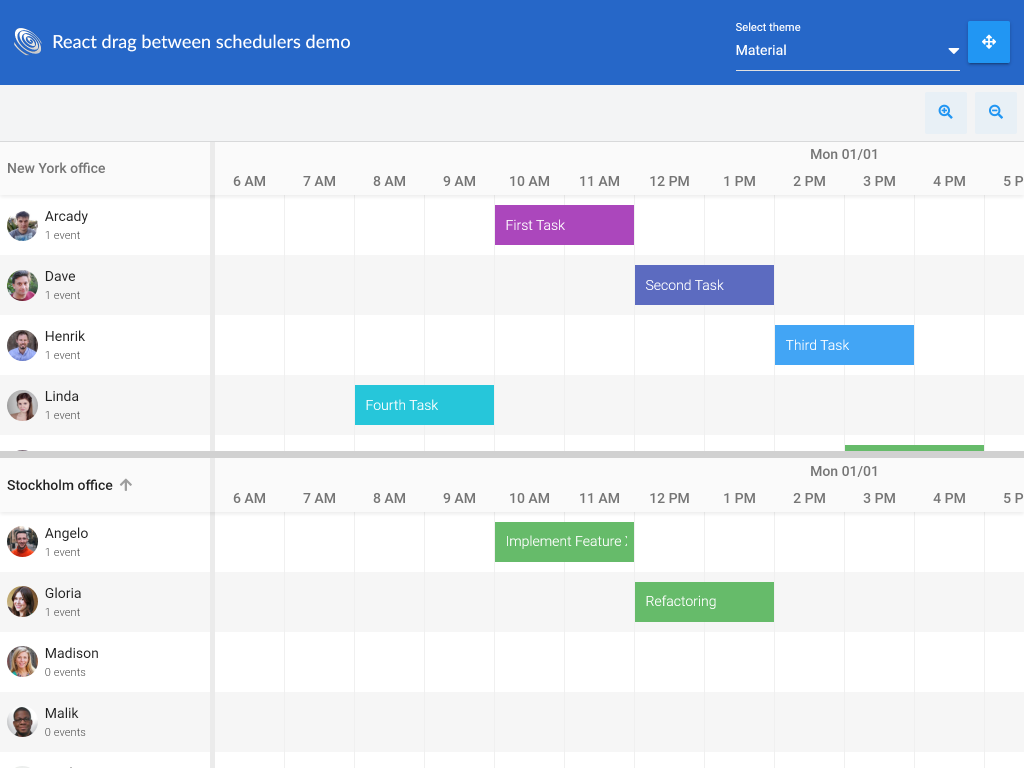 React drag between schedulers demo
Select theme
Material
New York office
Mon 01/01
6 AM 7 AM 8 AM 9 AM 10 AM 11 AM 12 PM 1 PM 2 PM 3 PM 4 PM 5 P
Arcady
1 event
First Task
Dave
1 event
Second Task
Henrik
1 event
Third Task
Linda
1 event
Fourth Task
Stockholm office
Mon 01/01
6 AM 7 AM 8 AM 9 AM 10 AM 11 AM 12 PM 1 PM 2 PM 3 PM 4 PM 5 P
Angelo
1 event
Implement Feature
Gloria
1 event
Refactoring
Madison
0 events
Malik
0 events